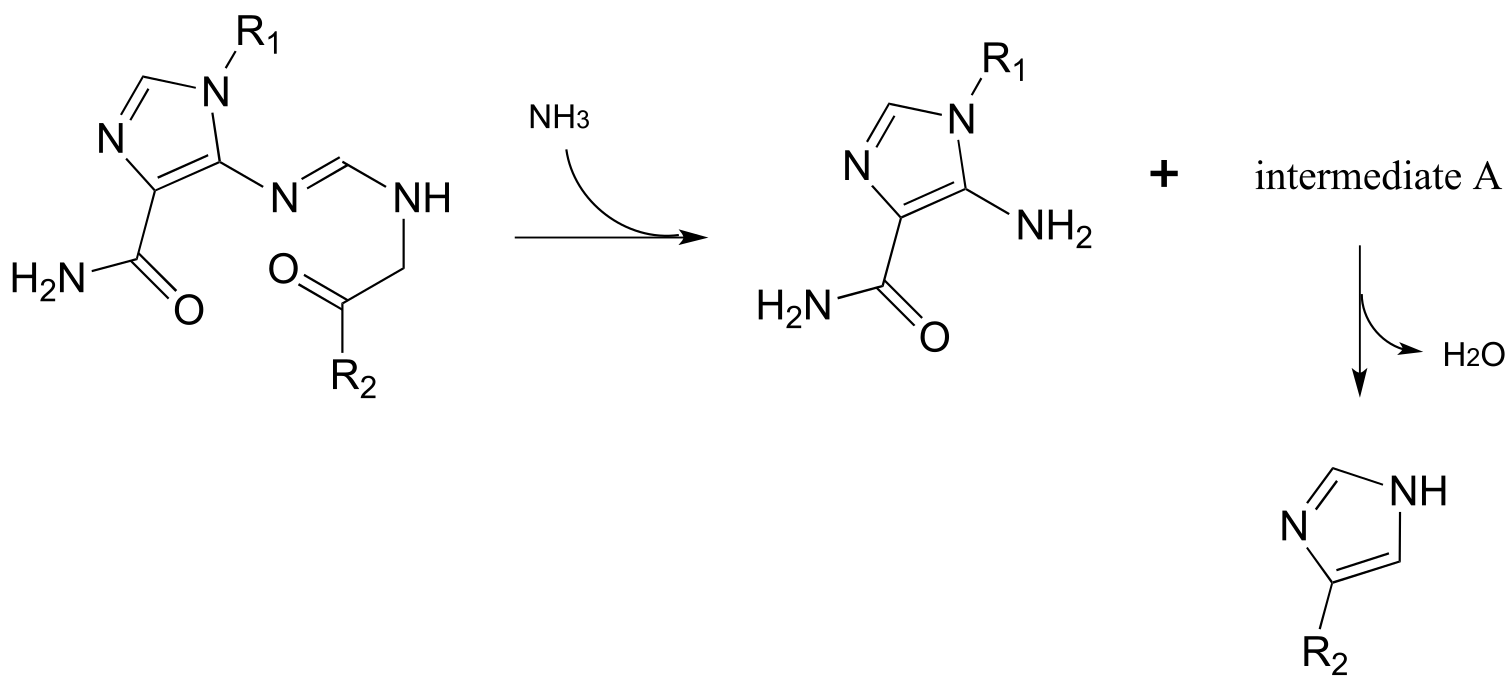 R1
N
N
N
NH
H2N
O
O
R2
NH3
R1
N
N
NH2
H2N
O
+
intermediate A
H2O
NH
N
R2